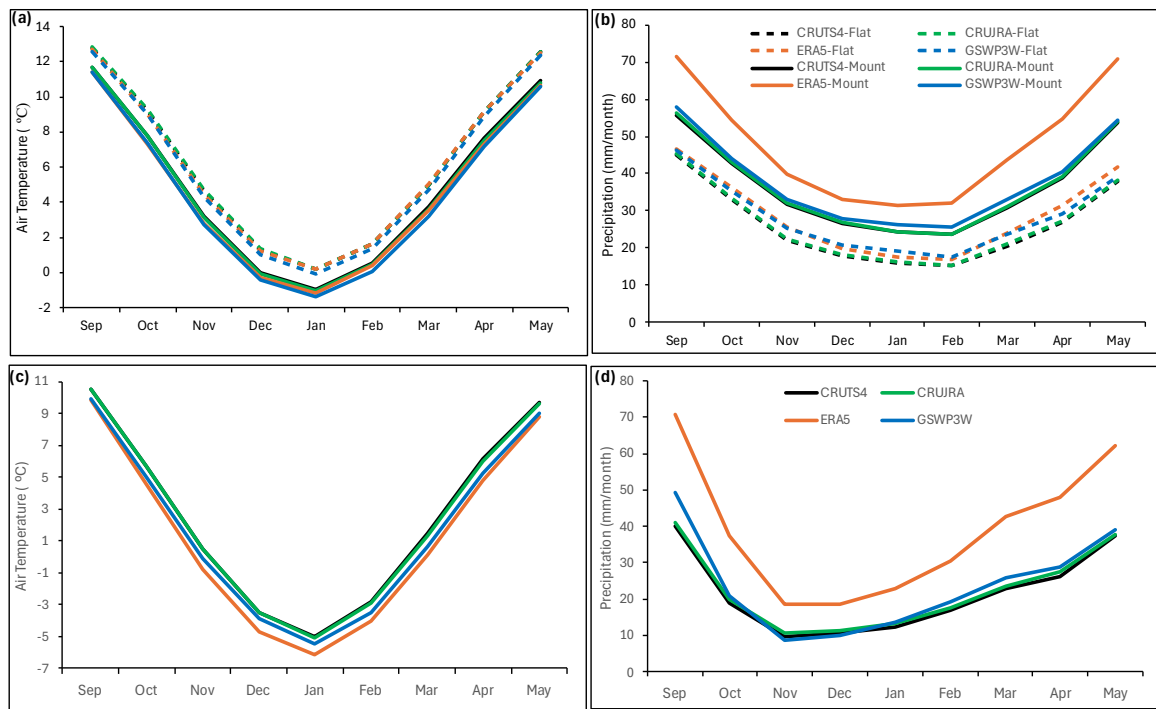 (a)
Air Temperature ( ºC)
14
12
10
8
6
4
2
0
-2
Sep Oct Nov Dec Jan Feb Mar Apr May
(b)
Precipitation (mm/month)
80
70
60
50
40
30
20
10
0
CRUTS4-Flat CRUJRA-Flat
ERA5-Flat GSWP3W-Flat
CRUTS4-Mount CRUJRA-Mount
ERA5-Mount GSWP3W-Mount
Sep Oct Nov Dec Jan Feb Mar Apr May
(c)
Air Temperature ( ºC)
11
9
7
5
3
1
-1
-3
-5
-7
Sep Oct Nov Dec Jan Feb Mar Apr May
(d)
Precipitation (mm/month)
80
70
60
50
40
30
20
10
0
CRUTS4 CRUJRA
ERA5 GSWP3W
Sep Oct Nov Dec Jan Feb Mar Apr May